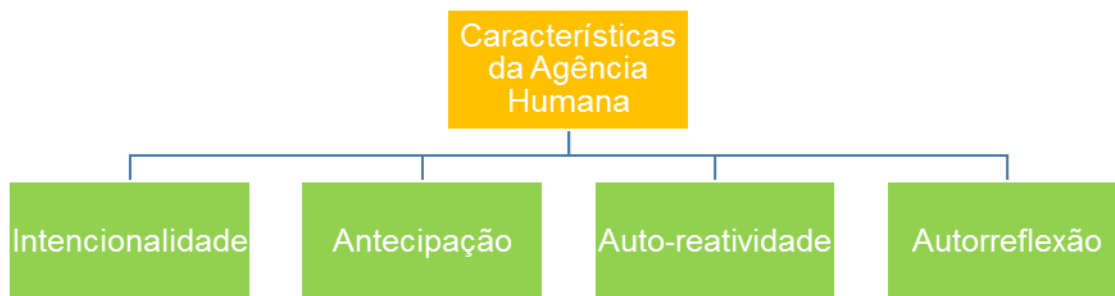 Características
da Agência
Humana
Intencionalidade
Antecipação
Auto-reatividade
Autorreflexão